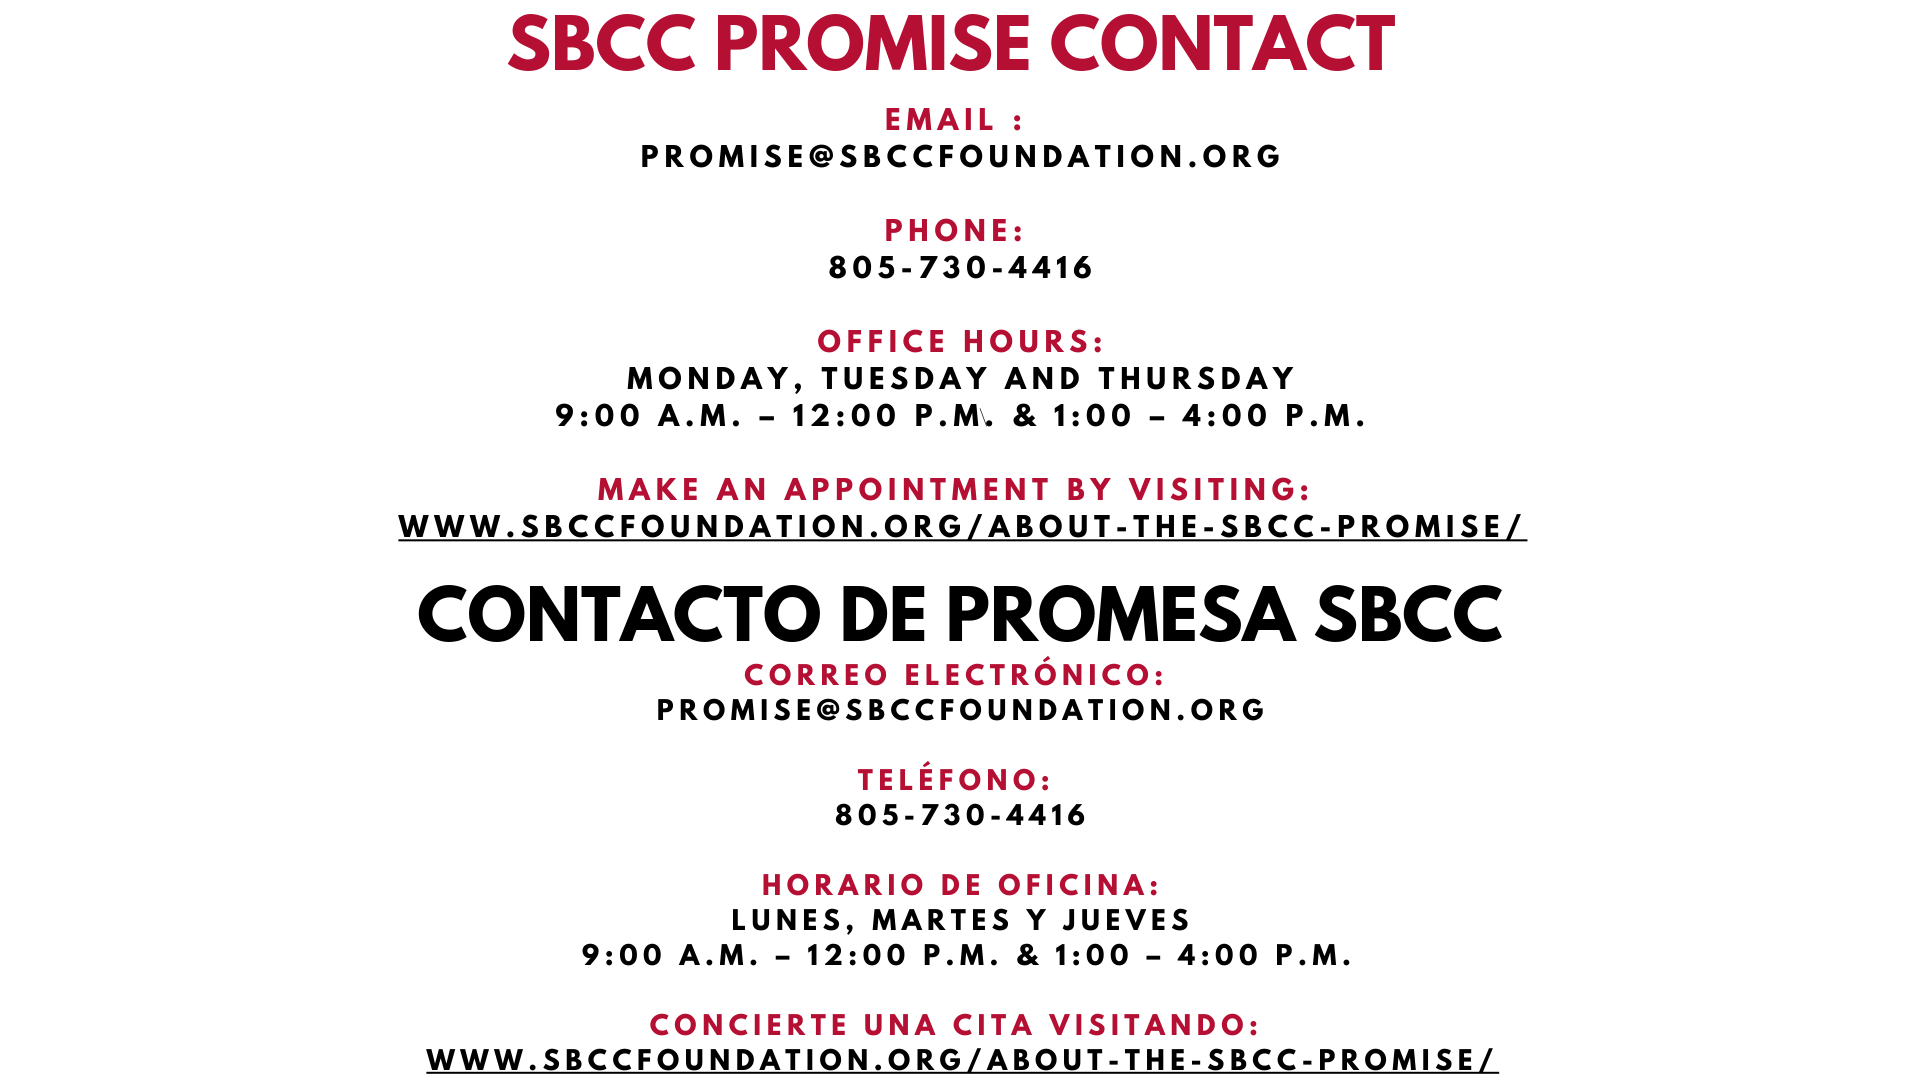 SBCC PROMISE CONTACT
EMAIL :
PROMISE@SBCCFOUNDATION.ORG
PHONE:
805-730-4416
OFFICE HOURS:
MONDAY, TUESDAY AND THURSDAY
9:00 A.M. – 12:00 P.M\. & 1:00 – 4:00 P.M.
MAKE AN APPOINTMENT BY VISITING:
WWW.SBCCFOUNDATION.ORG/ABOUT-THE-SBCC-PROMISE/
CONTACTO DE PROMESA SBCC
CORREO ELECTRÓNICO:
PROMISE@SBCCFOUNDATION.ORG
TELÉFONO:
805-730-4416
HORARIO DE OFICINA:
LUNES, MARTES Y JUEVES
9:00 A.M. – 12:00 P.M. & 1:00 – 4:00 P.M.
CONCIERTE UNA CITA VISITANDO:
WWW.SBCCFOUNDATION.ORG/ABOUT-THE-SBCC-PROMISE/